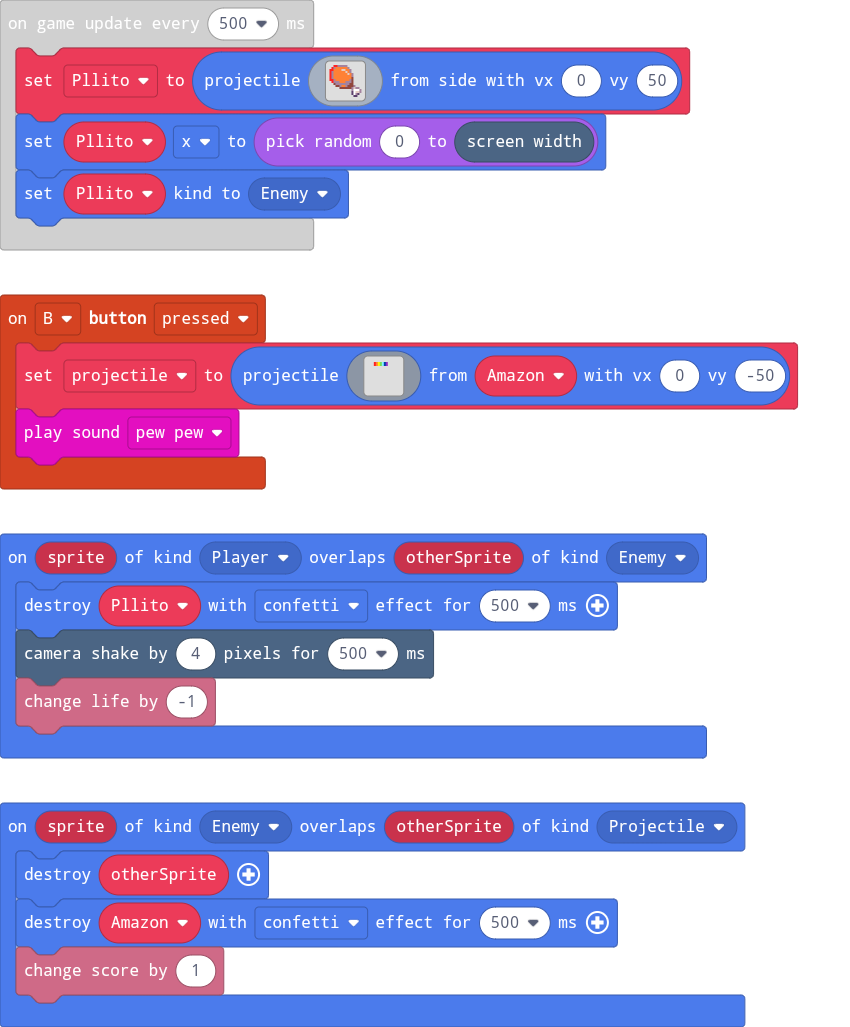 on game update every 500 ms
set Pllito to projectile from side with vx 0 vy 50
set Pllito x to pick random 0 to screen width
set Pllito kind to Enemy
on B button pressed
set projectile to projectile from Amazon with vx 0 vy -50
play sound pew pew
on sprite of kind Player overlaps otherSprite of kind Enemy
destroy Pllito with confetti effect for 500 ms
camera shake by 4 pixels for 500 ms
change life by -1
on sprite of kind Enemy overlaps otherSprite of kind Projectile
destroy otherSprite
destroy Amazon with confetti effect for 500 ms
change score by 1